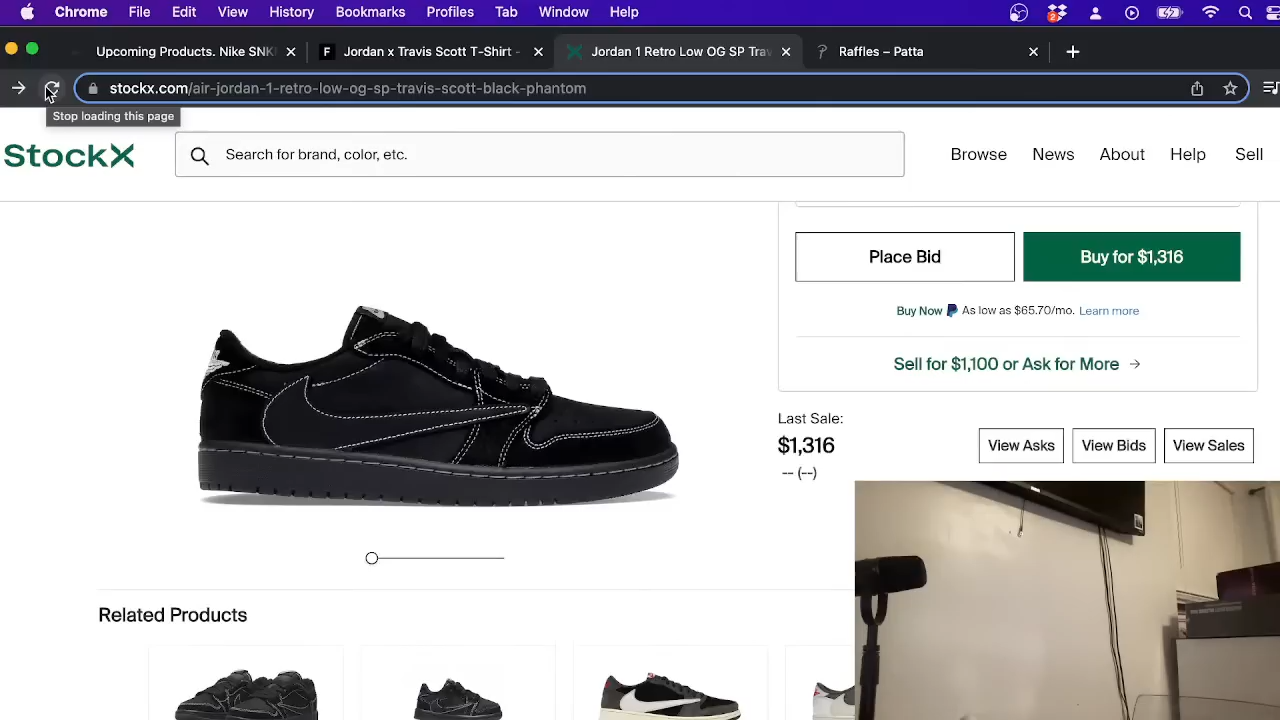 Chrome File Edit View History Bookmarks Profiles Tab Window Help
2
Upcoming Products. Nike SNK
F Jordan x Travis Scott T-Shirt -
Jordan 1 Retro Low OG SP Trav
Raffles – Patta
stockx.com/air-jordan-1-retro-low-og-sp-travis-scott-black-phantom
Stop loading this page
StockX
Search for brand, color, etc.
Browse News About Help Sell
Place Bid
Buy for $1,316
Buy Now As low as $65.70/mo. Learn more
Sell for $1,100 or Ask for More →
Last Sale:
$1,316
-- (--)
View Asks View Bids View Sales
Related Products